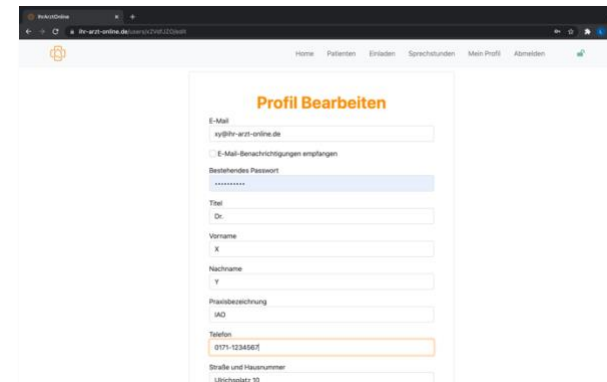 IhrArztOnline
ihr-arzt-online.de/users/
Home Patienten Einladen Sprechstunden Mein Profil Abmelden
Profil Bearbeiten
E-Mail
xy@ihr-arzt-online.de
E-Mail-Benachrichtigungen empfangen
Bestehendes Passwort
••••••••••
Titel
Dr.
Vorname
X
Nachname
Y
Praxisbezeichnung
IAO
Telefon
0171-1234567
Straße und Hausnummer
Ulrichsplatz 10